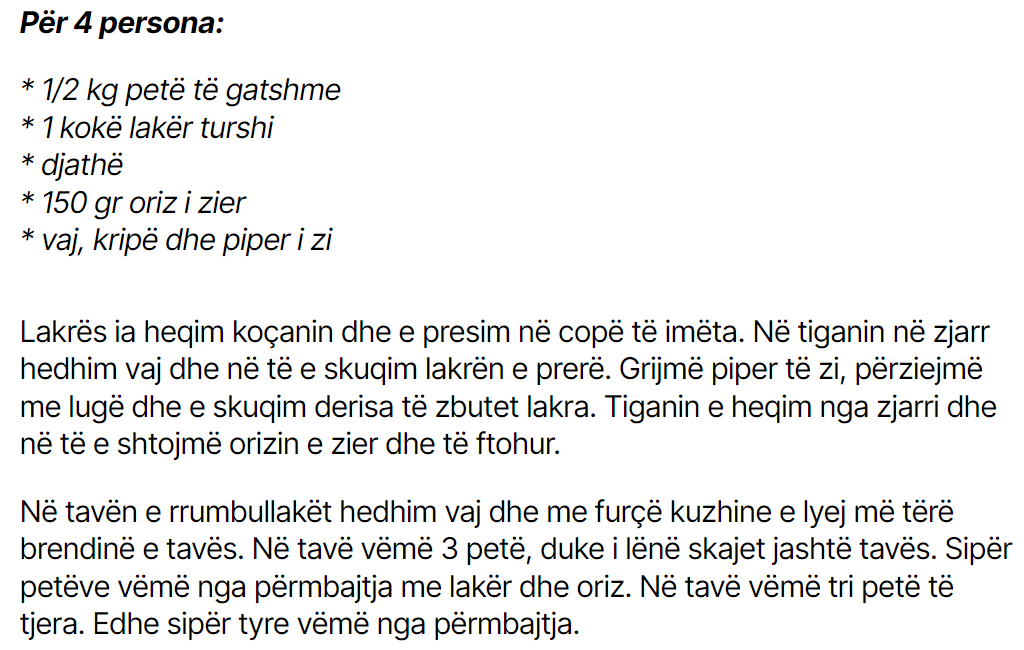 Për 4 persona:
* 1/2 kg petë të gatshme
* 1 kokë lakër turshi
* djathë
* 150 gr oriz i zier
* vaj, kripë dhe piper i zi
Lakrës ia heqim koçanin dhe e presim në copë të imëta. Në tiganin në zjarr
hedhim vaj dhe në të e skuqim lakrën e prerë. Grijmë piper të zi, përziejmë
me lugë dhe e skuqim derisa të zbutet lakra. Tiganin e heqim nga zjarri dhe
në të e shtojmë orizin e zier dhe të ftohur.
Në tavën e rrumbullakët hedhim vaj dhe me furçë kuzhine e lyej më tërë
brendinë e tavës. Në tavë vëmë 3 petë, duke i lënë skajet jashtë tavës. Sipër
petëve vëmë nga përmbajtja me lakër dhe oriz. Në tavë vëmë tri petë të
tjera. Edhe sipër tyre vëmë nga përmbajtja.